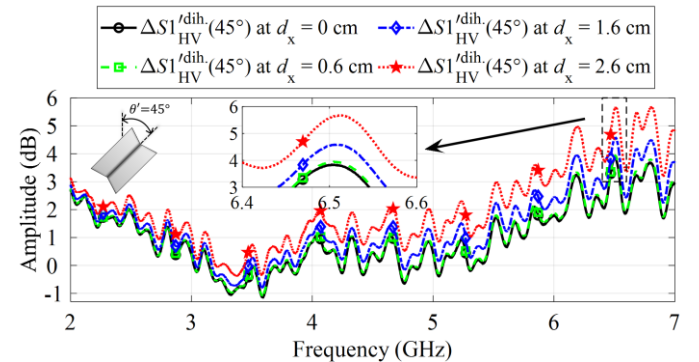 ΔS1′dih.HV(45°) at dx = 0 cm ΔS1′dih.HV(45°) at dx = 1.6 cm
ΔS1′dih.HV(45°) at dx = 0.6 cm ΔS1′dih.HV(45°) at dx = 2.6 cm
θ′=45°
6
5
4
3
6.4 6.5 6.6
Amplitude (dB)
6
5
4
3
2
1
0
-1
2 3 4 5 6 7
Frequency (GHz)